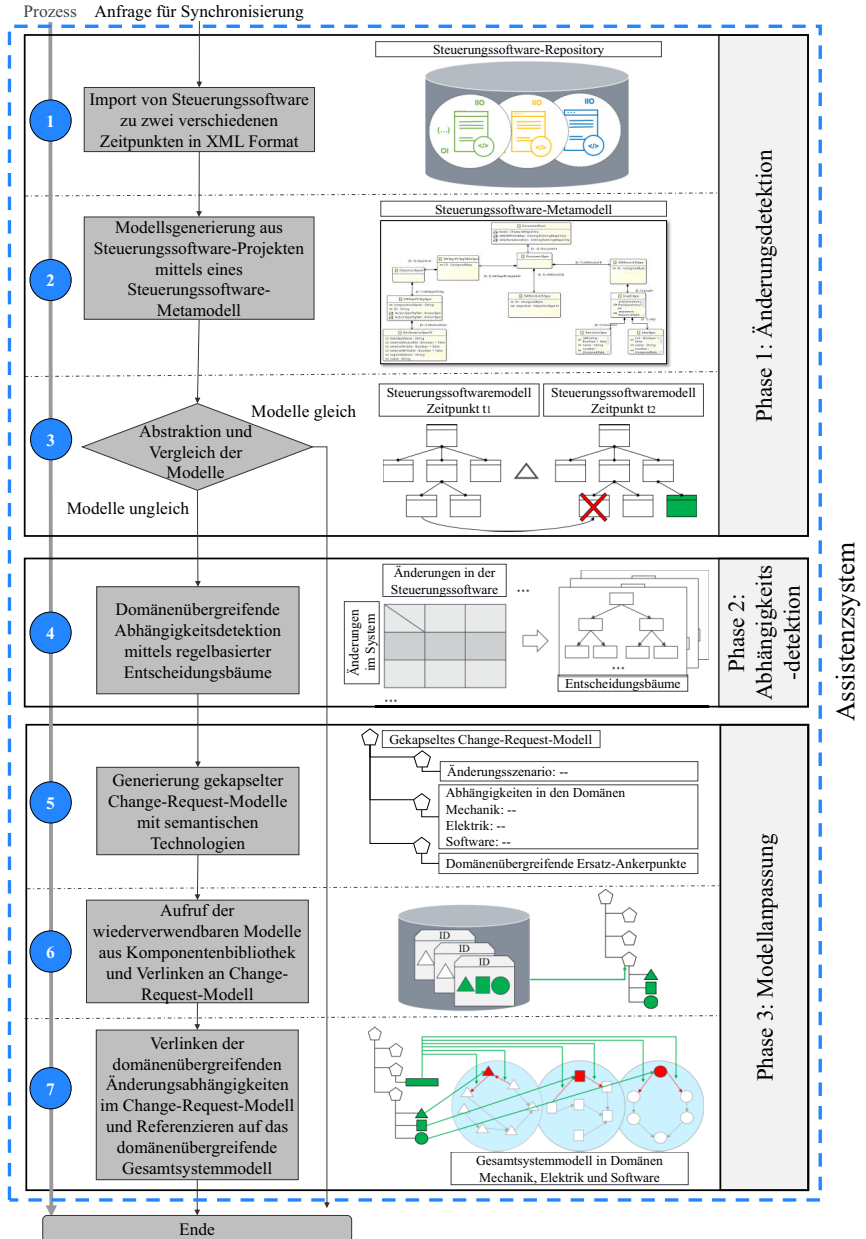 Prozess Anfrage für Synchronisierung
Steuerungssoftware-Repository
1
Import von Steuerungssoftware
zu zwei verschiedenen
Zeitpunkten in XML Format
IIO
IIO
IIO
(...)
OI
</>
</>
</>
Phase 1: Änderungsdetektion
2
Modellsgenerierung aus
Steuerungssoftware-Projekten
mittels eines
Steuerungssoftware-
Metamodell
Steuerungssoftware-Metamodell
3
Abstraktion und
Vergleich der
Modelle
Modelle gleich
Modelle ungleich
Steuerungssoftwaremodell
Zeitpunkt t1
Steuerungssoftwaremodell
Zeitpunkt t2
4
Domänenübergreifende
Abhängigkeitsdetektion
mittels regelbasierter
Entscheidungsbäume
Änderungen in der
Steuerungssoftware
...
Änderungen
im System
...
...
Entscheidungsbäume
Phase 2:
Abhängigkeits
-detektion
Assistenzsystem
5
Generierung gekapselter
Change-Request-Modelle
mit semantischen
Technologien
Gekapseltes Change-Request-Modell
Änderungsszenario: --
Abhängigkeiten in den Domänen
Mechanik: --
Elektrik: --
Software: --
Domänenübergreifende Ersatz-Ankerpunkte
Phase 3: Modellanpassung
6
Aufruf der
wiederverwendbaren Modelle
aus Komponentenbibliothek
und Verlinken an Change-
Request-Modell
ID
ID
ID
7
Verlinken der
domänenübergreifenden
Änderungsabhängigkeiten
im Change-Request-Modell
und Referenzieren auf das
domänenübergreifende
Gesamtsystemmodell
Gesamtsystemmodell in Domänen
Mechanik, Elektrik und Software
Ende